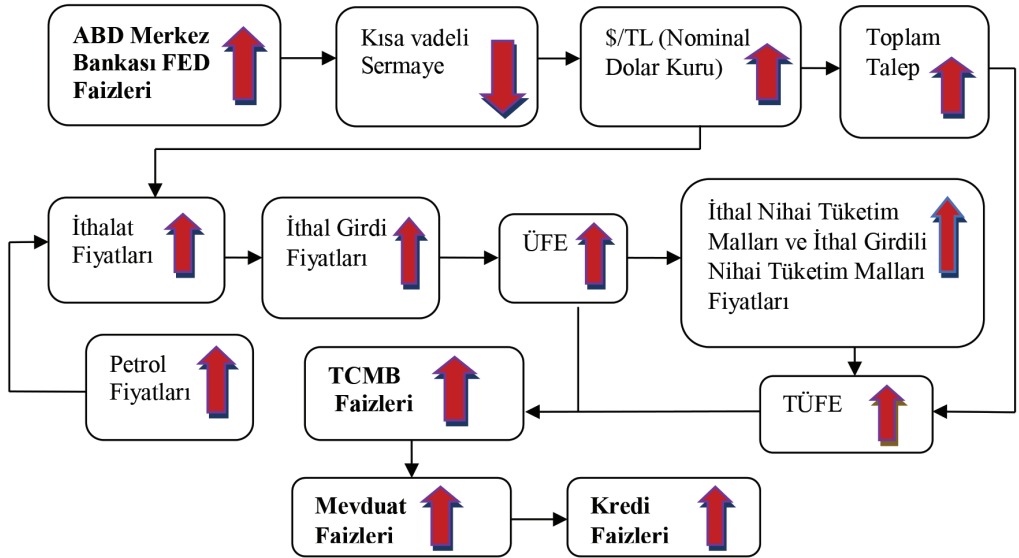 ABD Merkez
Bankası FED
Faizleri
Kısa vadeli
Sermaye
$/TL (Nominal
Dolar Kuru)
Toplam
Talep
İthalat
Fiyatları
İthal Girdi
Fiyatları
ÜFE
İthal Nihai Tüketim
Malları ve İthal Girdili
Nihai Tüketim Malları
Fiyatları
Petrol
Fiyatları
TCMB
Faizleri
TÜFE
Mevduat
Faizleri
Kredi
Faizleri